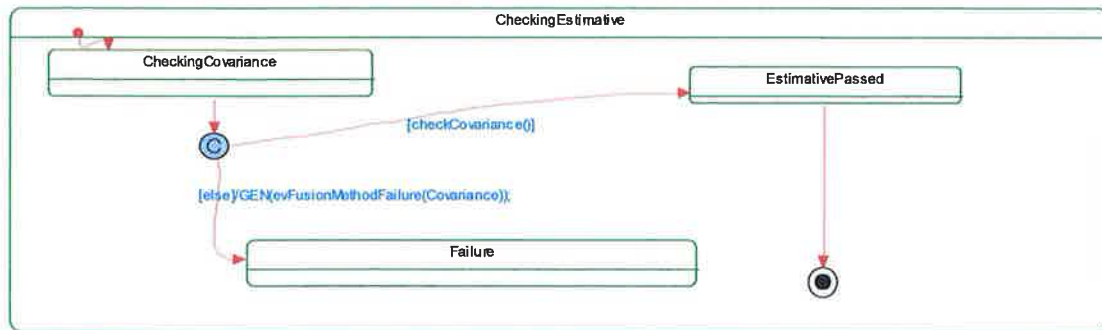 CheckingEstimative
CheckingCovariance
EstimativePassed
[checkCovariance()]
C
[else]/GEN(evFusionMethodFailure(Covariance));
Failure